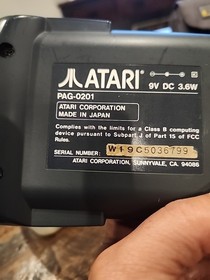 ATARI
9V DC 3.6W
PAG-0201
ATARI CORPORATION
MADE IN JAPAN
Complies with the limits for a Class B computing
device pursuant to Subpart J of Part 15 of FCC
Rules.
SERIAL NUMBER: W19C5036799
ATARI CORPORATION, SUNNYVALE, CA. 94086